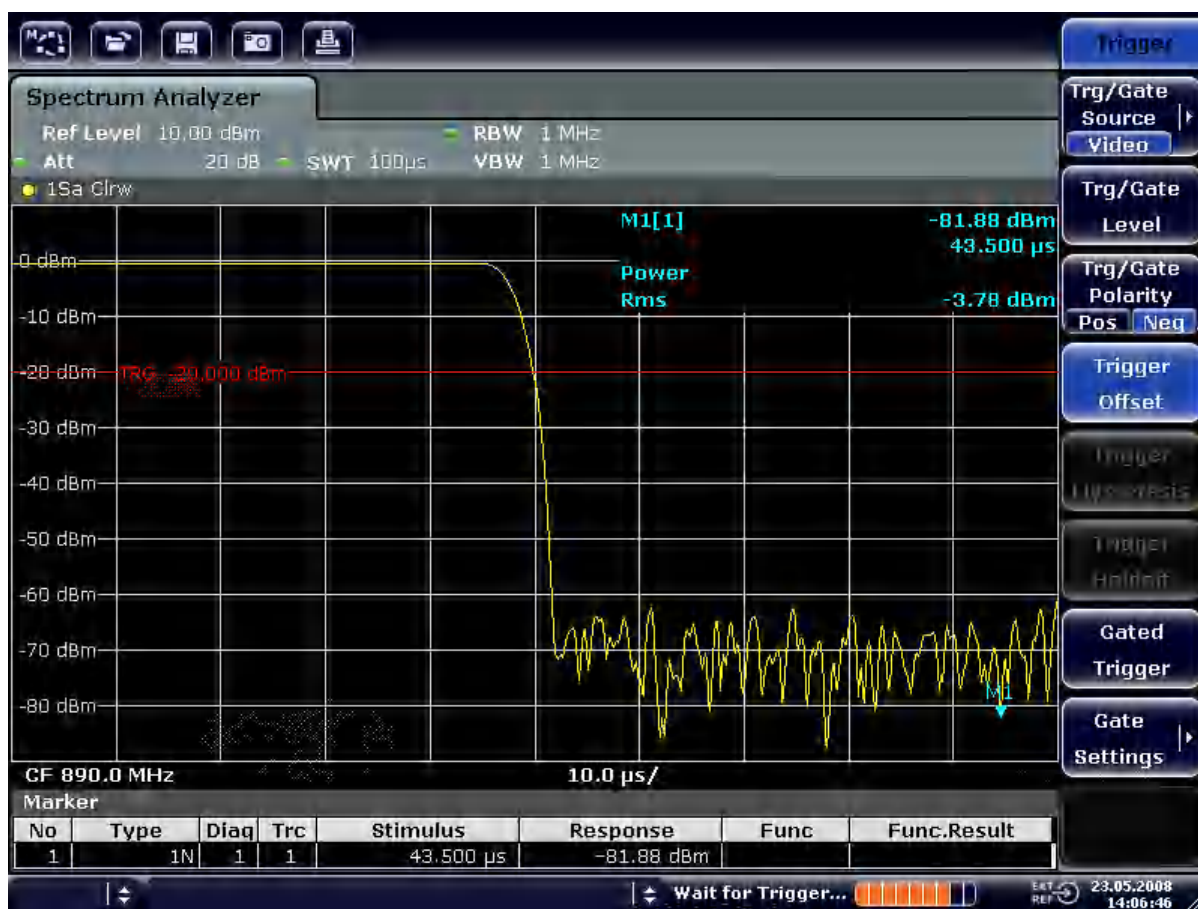 Trigger
Spectrum Analyzer
Ref Level 10.00 dBm RBW 1 MHz
Att 20 dB SWT 100µs VBW 1 MHz
1Sa Clrw
M1[1] -81.88 dBm
43.500 µs
Power
Rms -3.78 dBm
0 dBm
-10 dBm
-20 dBm TRG -20.000 dBm
-30 dBm
-40 dBm
-50 dBm
-60 dBm
-70 dBm
-80 dBm
M1
CF 890.0 MHz 10.0 µs/
Marker
No Type Diag Trc Stimulus Response Func Func.Result
1 1N 1 1 43.500 µs -81.88 dBm
Wait for Trigger...
EXT
REF
23.05.2008
14:06:46
Trg/Gate
Source
Video
Trg/Gate
Level
Trg/Gate
Polarity
Pos Neg
Trigger
Offset
Trigger
Hysteresis
Trigger
Holdoff
Gated
Trigger
Gate
Settings